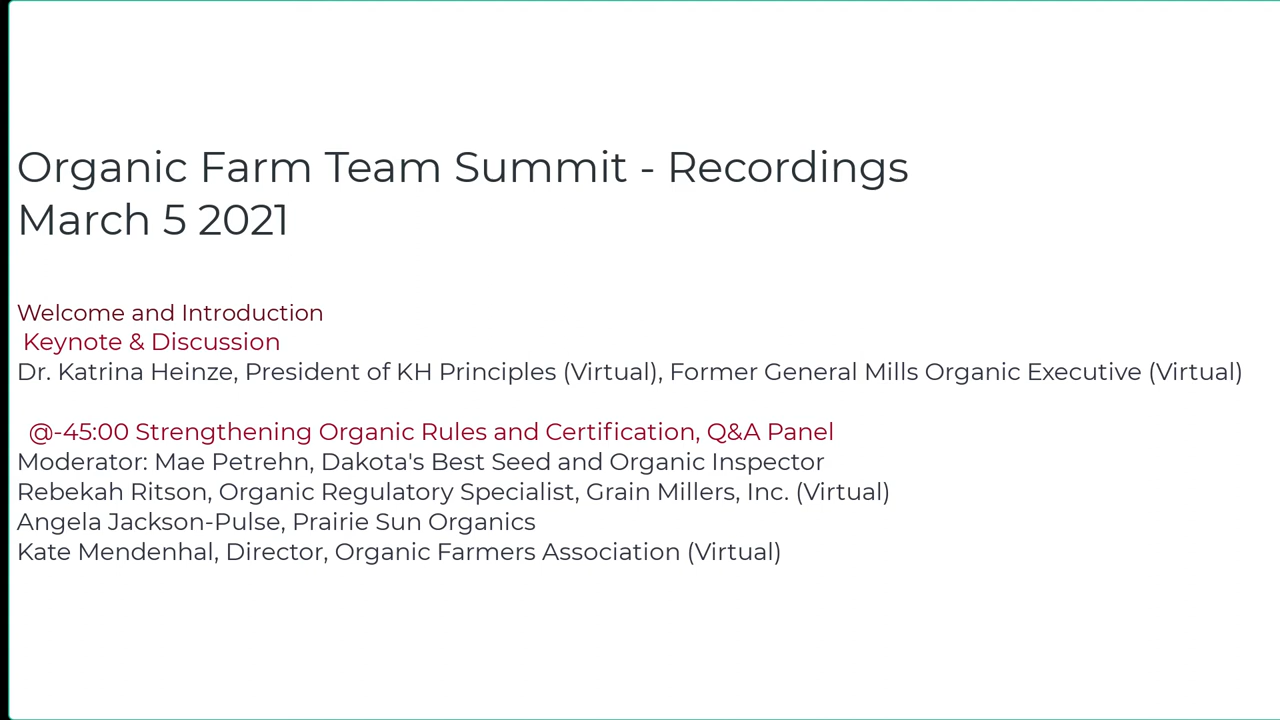 Organic Farm Team Summit - Recordings
March 5 2021
Welcome and Introduction
Keynote & Discussion
Dr. Katrina Heinze, President of KH Principles (Virtual), Former General Mills Organic Executive (Virtual)
@-45:00 Strengthening Organic Rules and Certification, Q&A Panel
Moderator: Mae Petrehn, Dakota's Best Seed and Organic Inspector
Rebekah Ritson, Organic Regulatory Specialist, Grain Millers, Inc. (Virtual)
Angela Jackson-Pulse, Prairie Sun Organics
Kate Mendenhal, Director, Organic Farmers Association (Virtual)